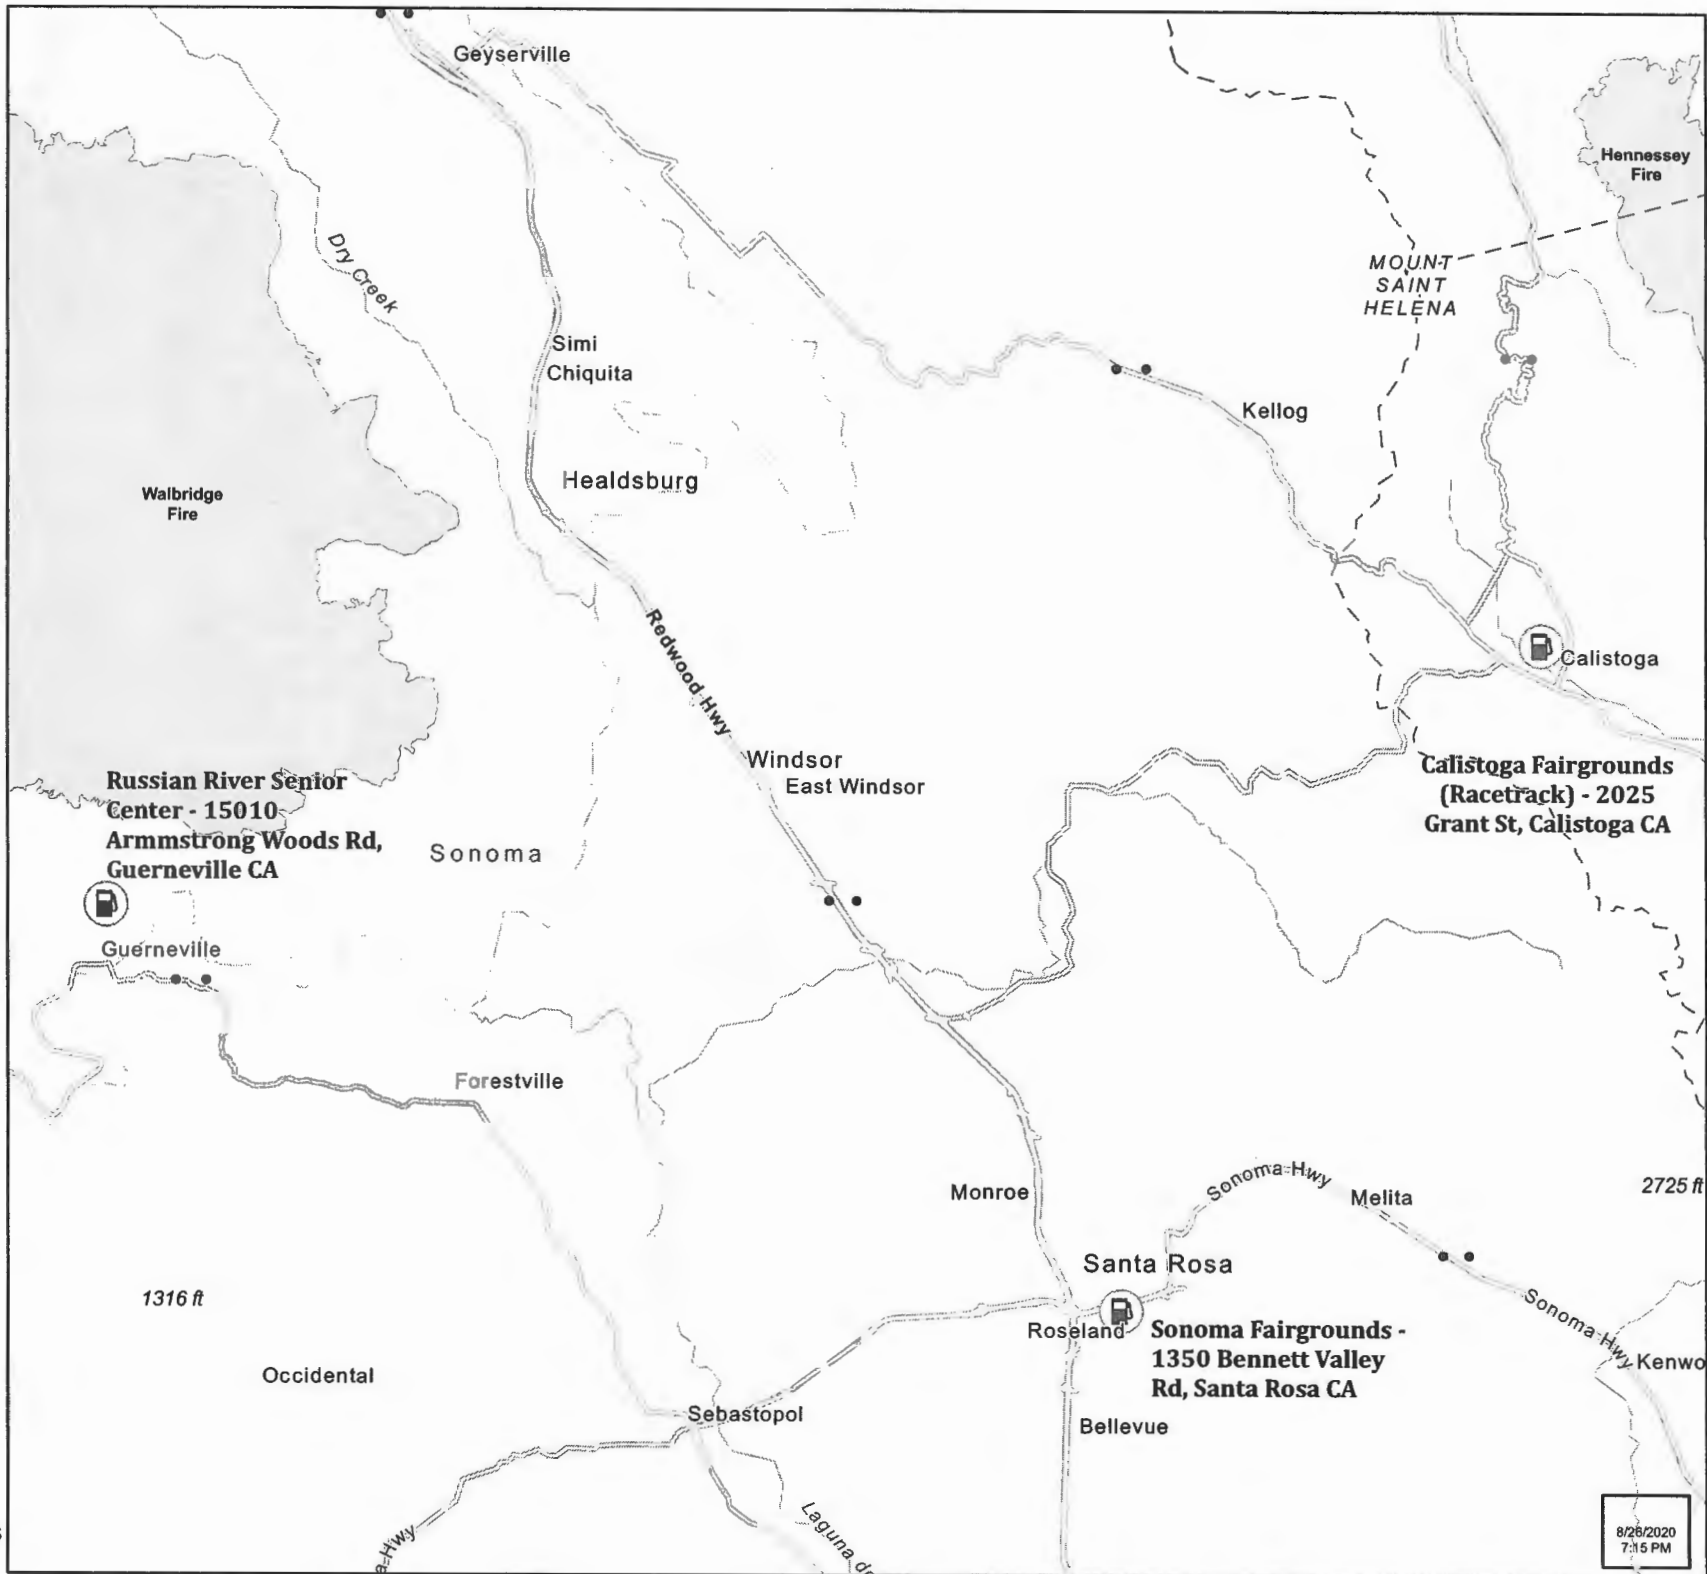 Geyserville
Hennessey
Fire
Dry Creek
MOUNT
SAINT
HELENA
Simi
Chiquita
Kellog
Healdsburg
Walbridge
Fire
Redwood Hwy
Calistoga
Windsor
East Windsor
Calistoga Fairgrounds
(Racetrack) - 2025
Grant St, Calistoga CA
Russian River Senior
Center - 15010
Armmstrong Woods Rd,
Guerneville CA
Sonoma
Guerneville
Forestville
Monroe
Sonoma Hwy
Melita
2725 ft
Santa Rosa
1316 ft
Roseland
Sonoma Fairgrounds -
1350 Bennett Valley
Rd, Santa Rosa CA
Sonoma Hwy
Kenwo
Occidental
Sebastopol
Bellevue
Laguna de
a Hwy
8/26/2020
7:15 PM